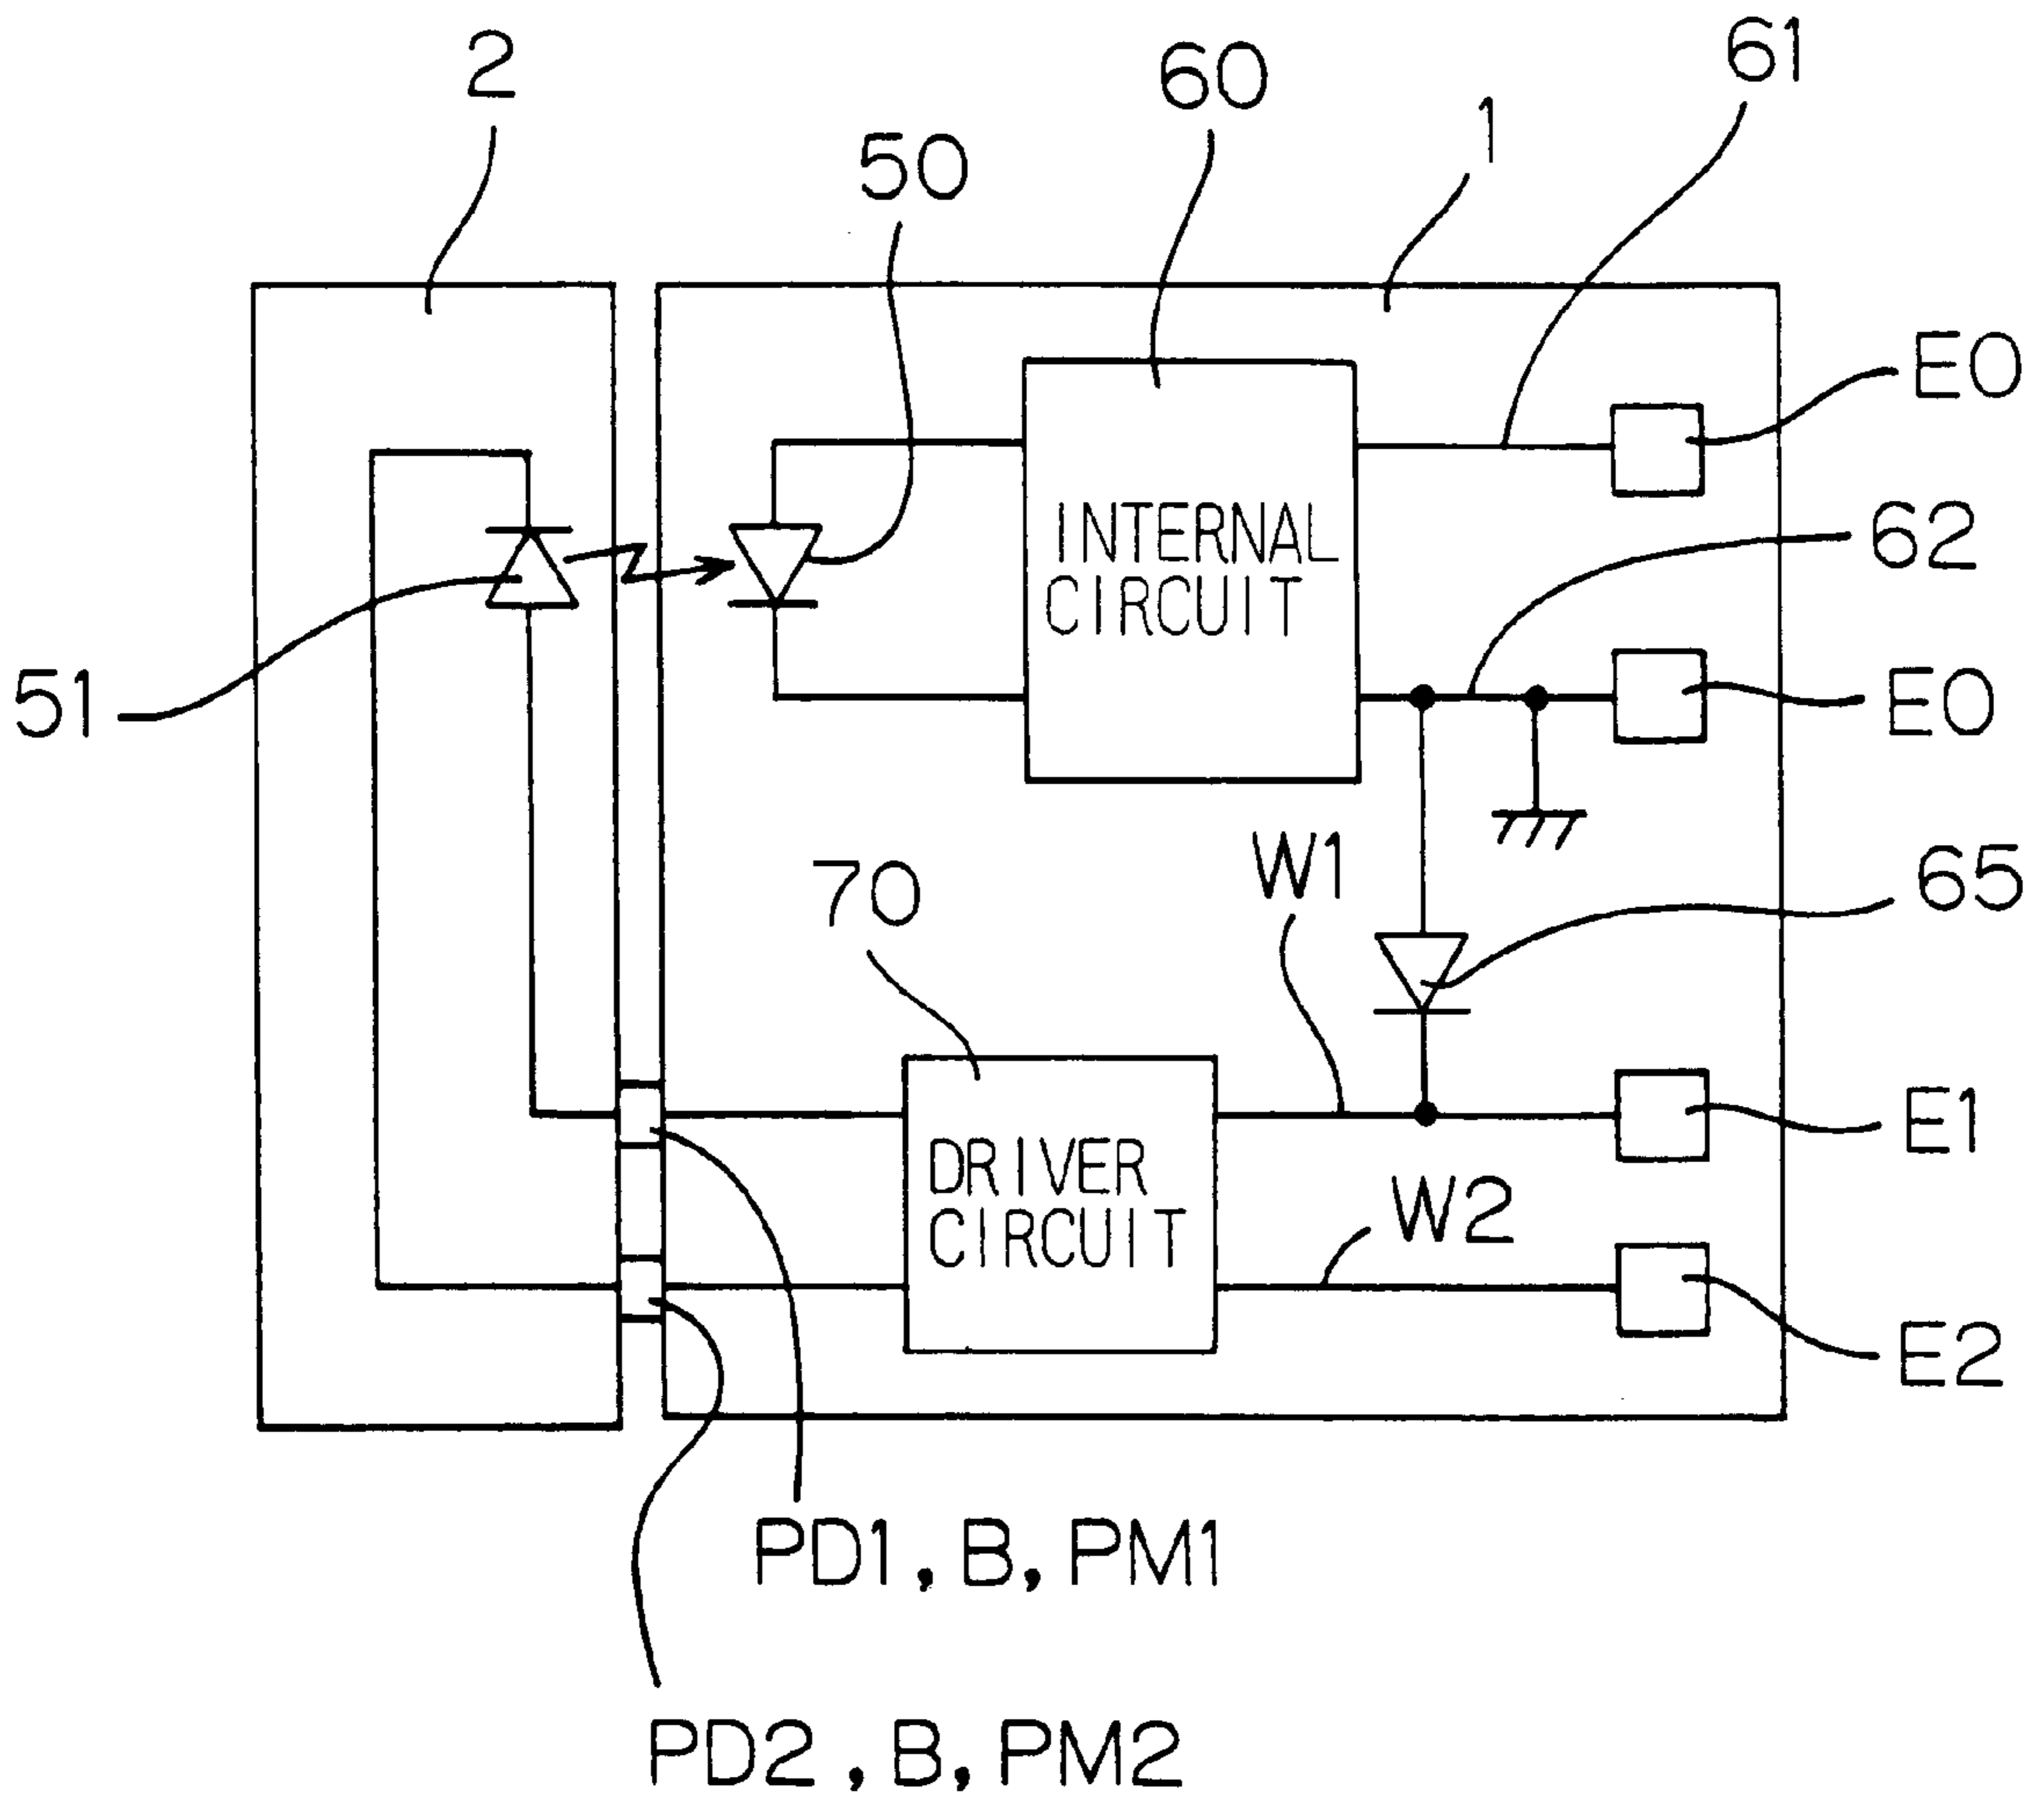 2
60
61
1
50
E0
INTERNAL
CIRCUIT
62
51
E0
W1
70
65
E1
DRIVER
CIRCUIT
W2
E2
PD1, B, PM1
PD2, B, PM2